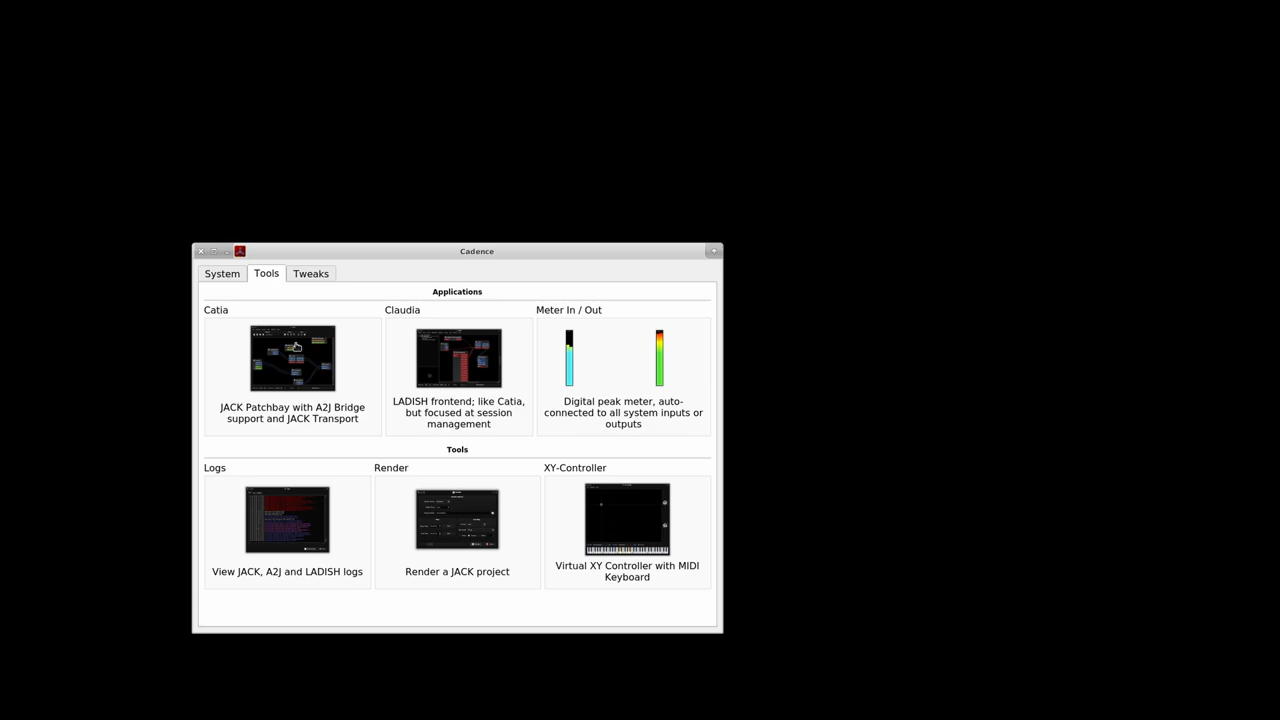 Cadence
System
Tools
Tweaks
Applications
Catia
Claudia
Meter In / Out
JACK Patchbay with A2J Bridge
support and JACK Transport
LADISH frontend; like Catia,
but focused at session
management
Digital peak meter, auto-
connected to all system inputs or
outputs
Tools
Logs
Render
XY-Controller
View JACK, A2J and LADISH logs
Render a JACK project
Virtual XY Controller with MIDI
Keyboard